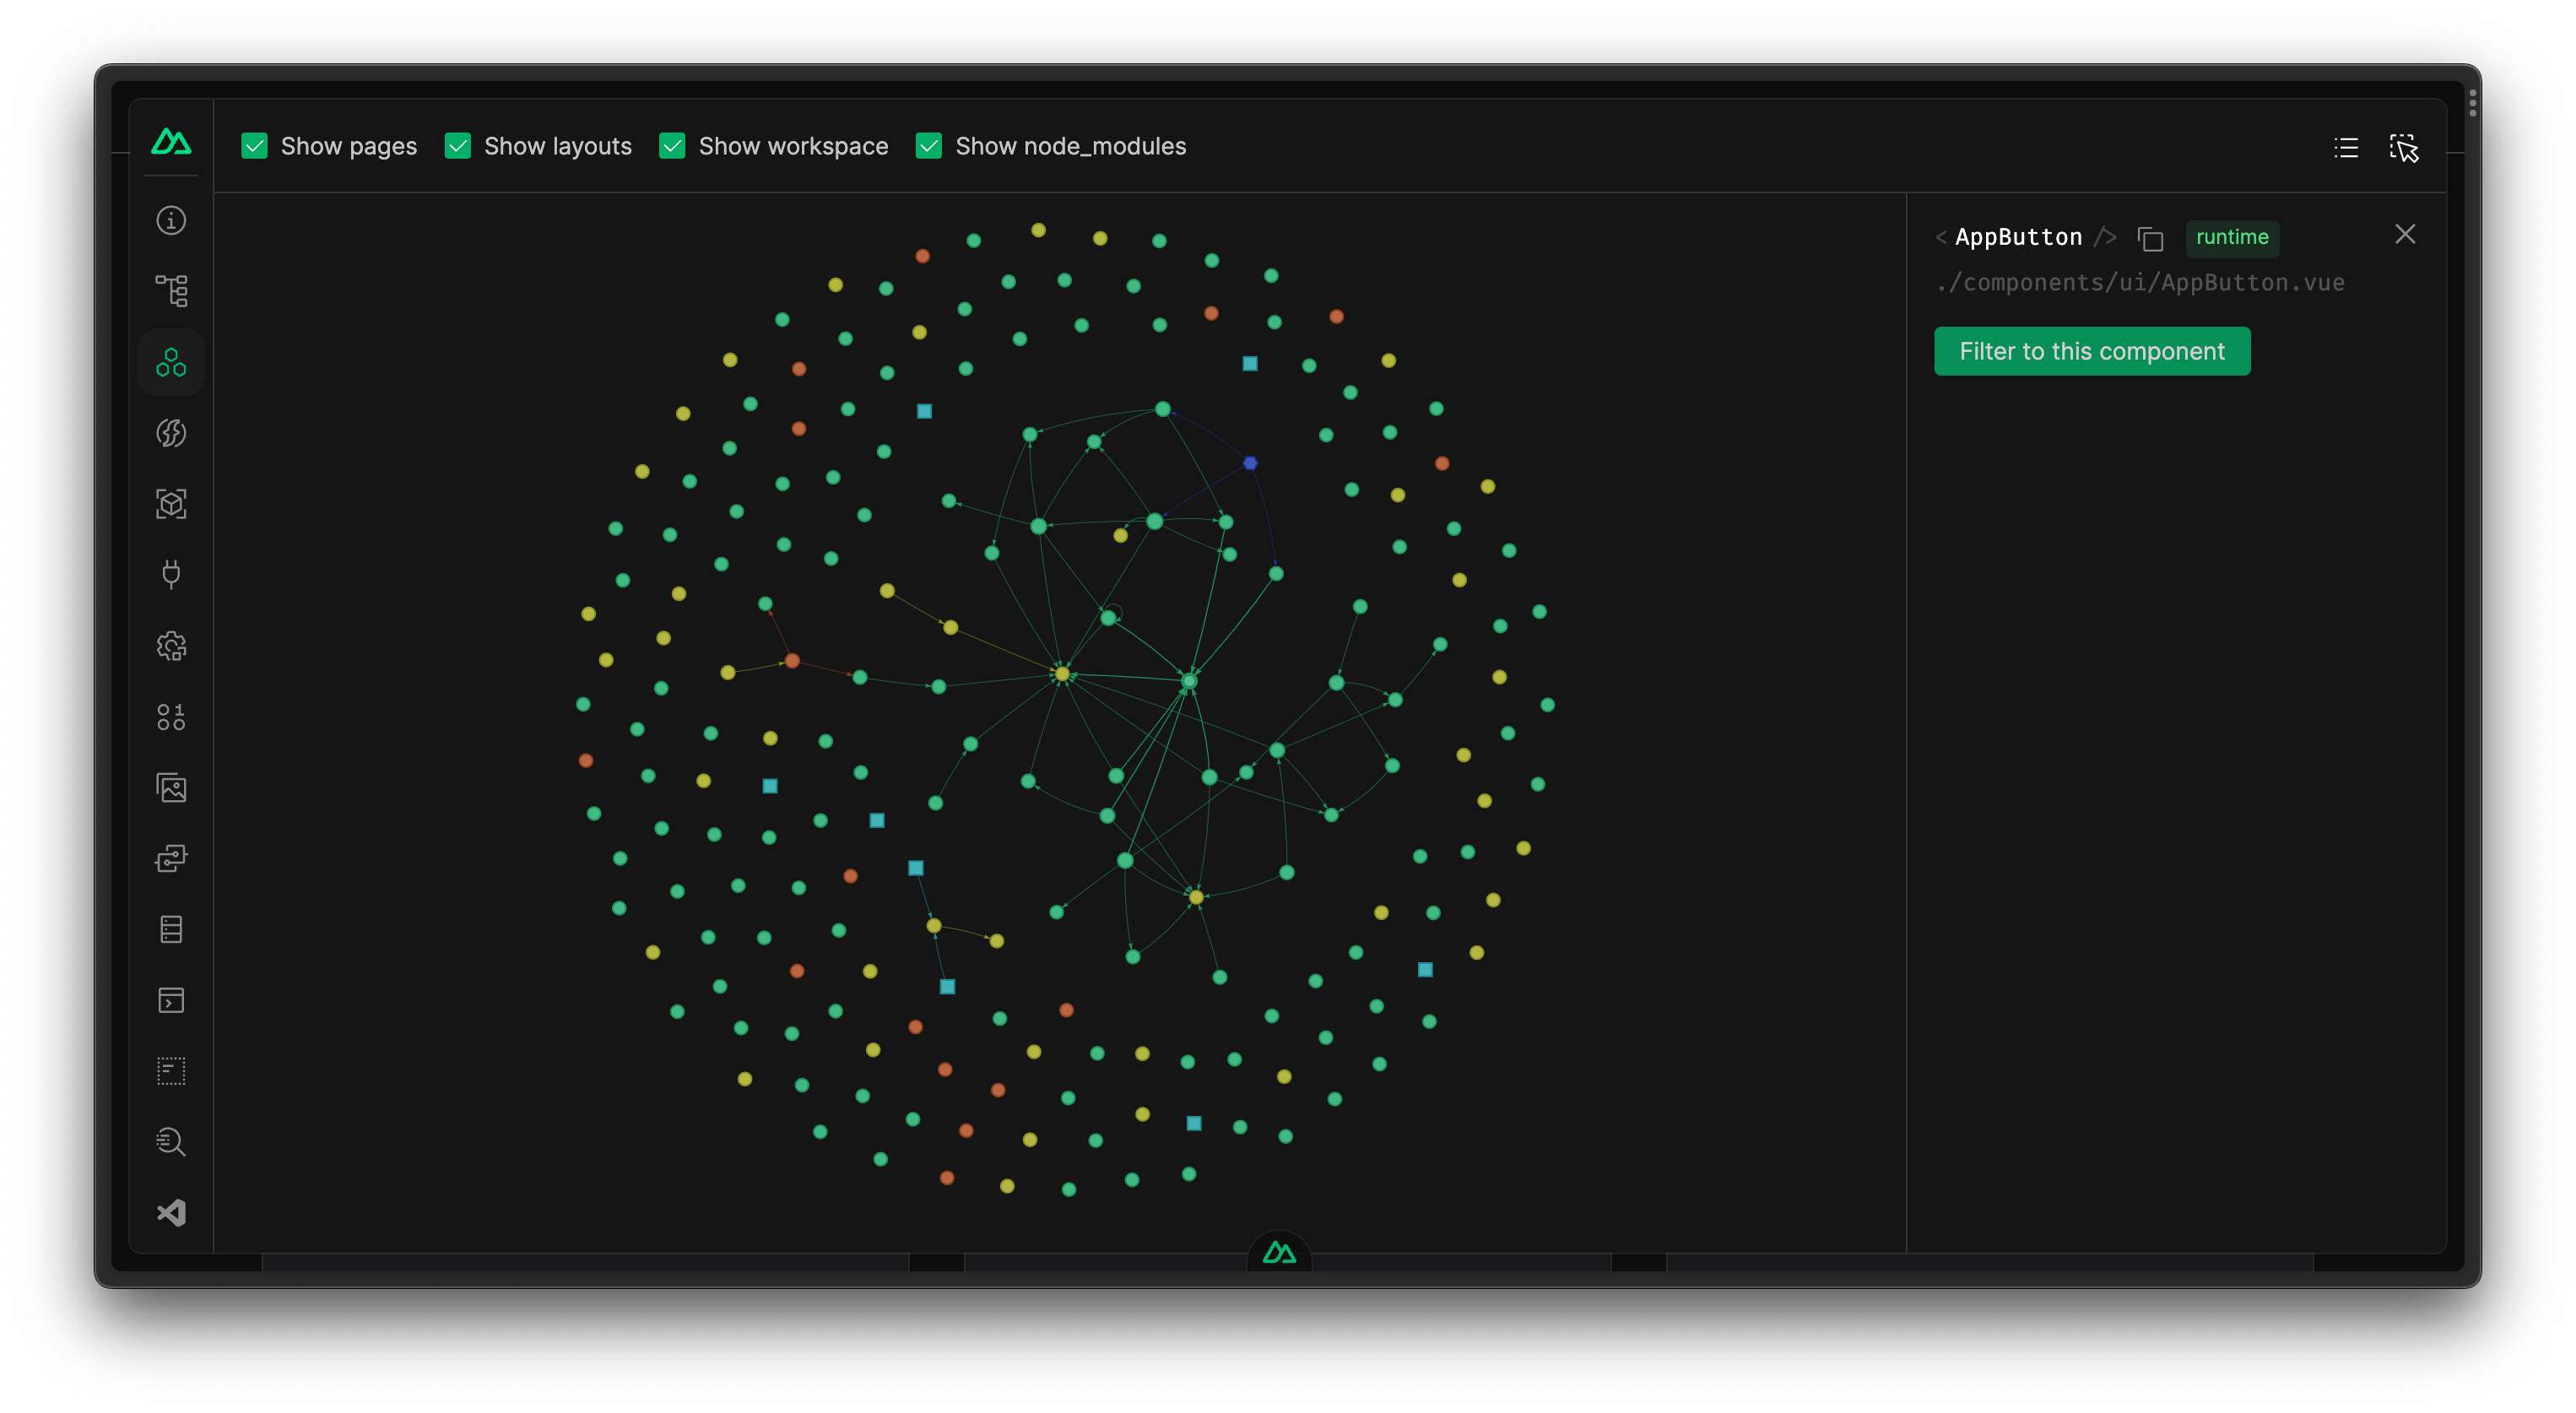 Show pages Show layouts Show workspace Show node_modules
< AppButton /> runtime
./components/ui/AppButton.vue
Filter to this component